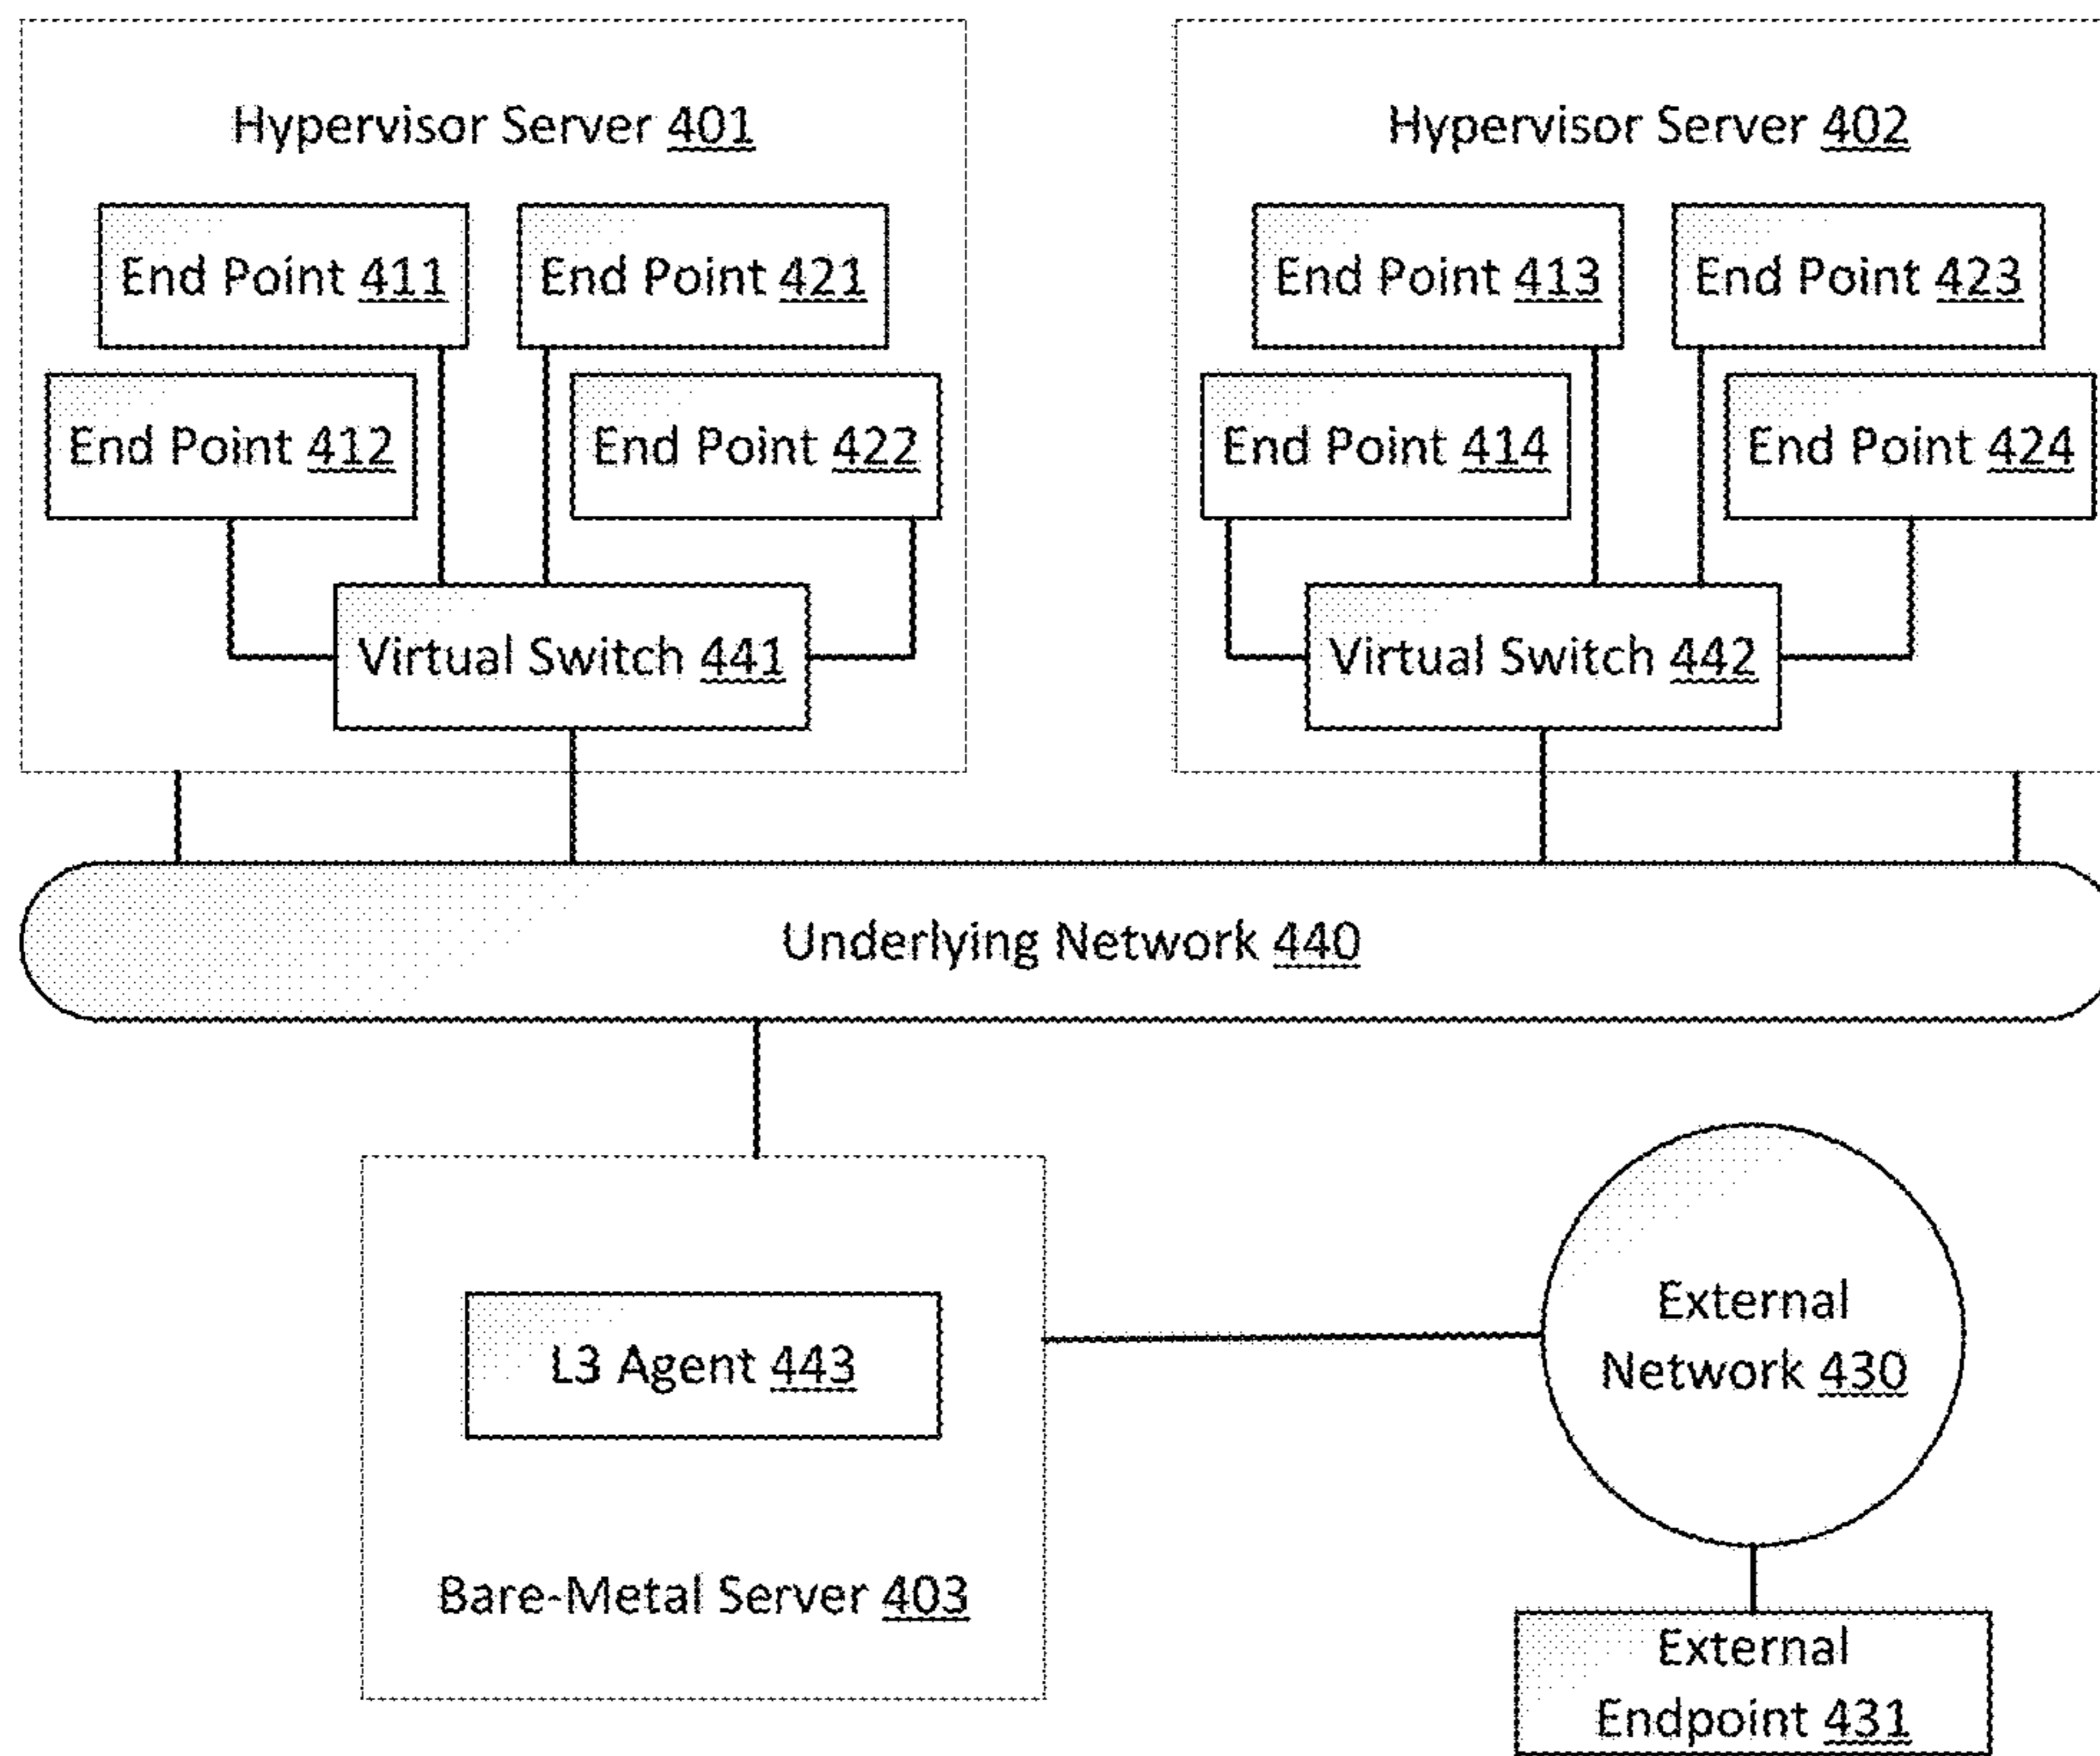 Hypervisor Server 401
Hypervisor Server 402
End Point 411
End Point 421
End Point 413
End Point 423
End Point 412
End Point 422
End Point 414
End Point 424
Virtual Switch 441
Virtual Switch 442
Underlying Network 440
L3 Agent 443
Bare-Metal Server 403
External
Network 430
External
Endpoint 431